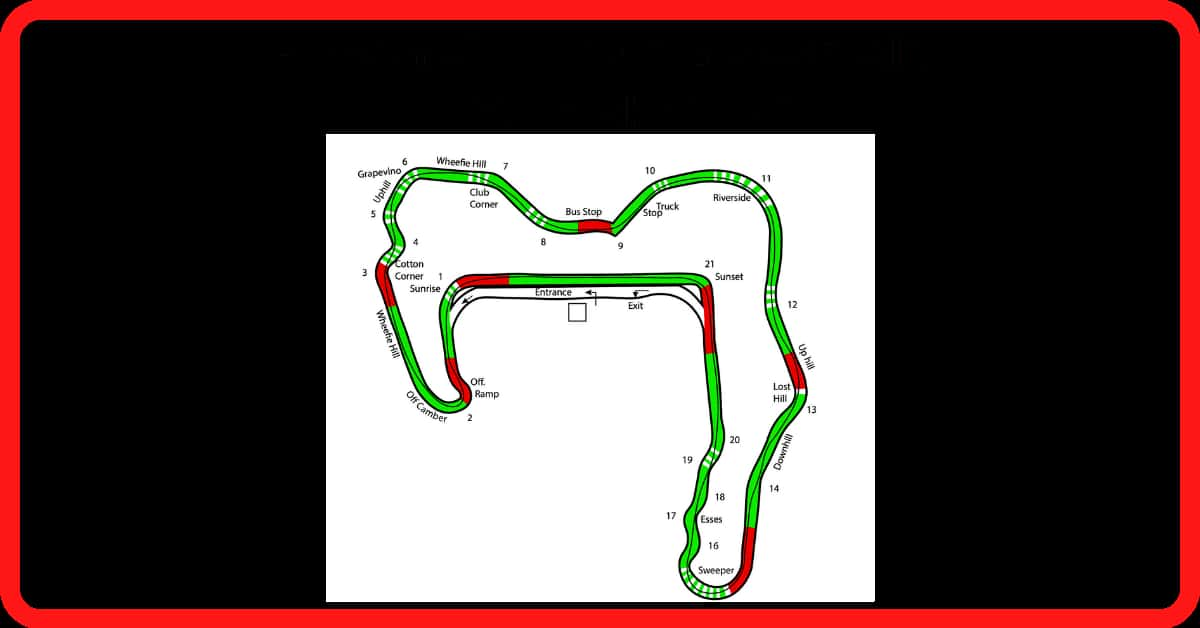 6
Wheelie Hill
7
Grapevino
Uphill
Club
Corner
5
Bus Stop
10
Truck
Stop
Riverside
11
4
8
9
3
Cotton
Corner
1
Sunrise
21
Sunset
Entrance
Exit
12
Wheelie Hill
Off.
Ramp
Off Camber
2
Up hill
Lost
Hill
13
20
Downhill
19
14
18
17
Esses
16
Sweeper